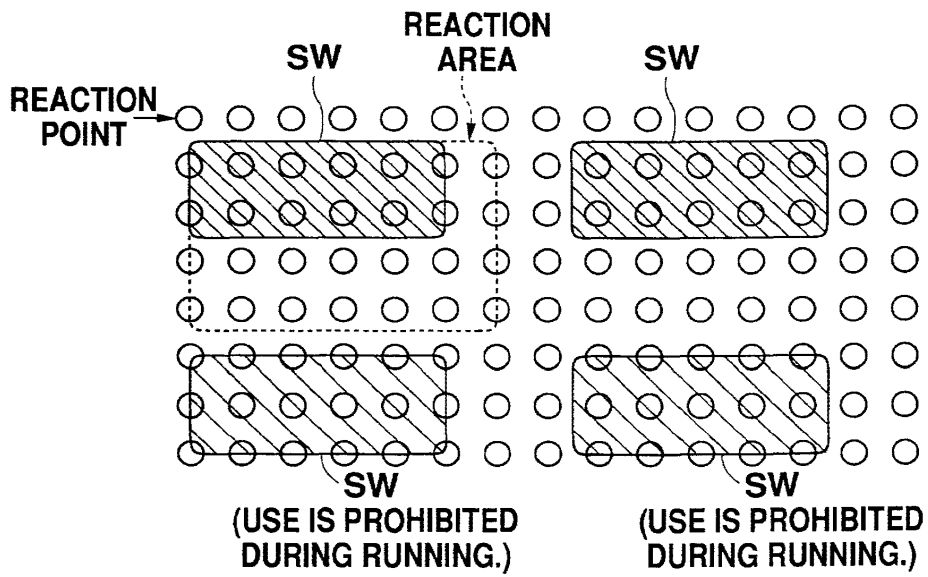 REACTION
AREA
SW
SW
REACTION
POINT
SW
(USE IS PROHIBITED
DURING RUNNING.)
SW
(USE IS PROHIBITED
DURING RUNNING.)